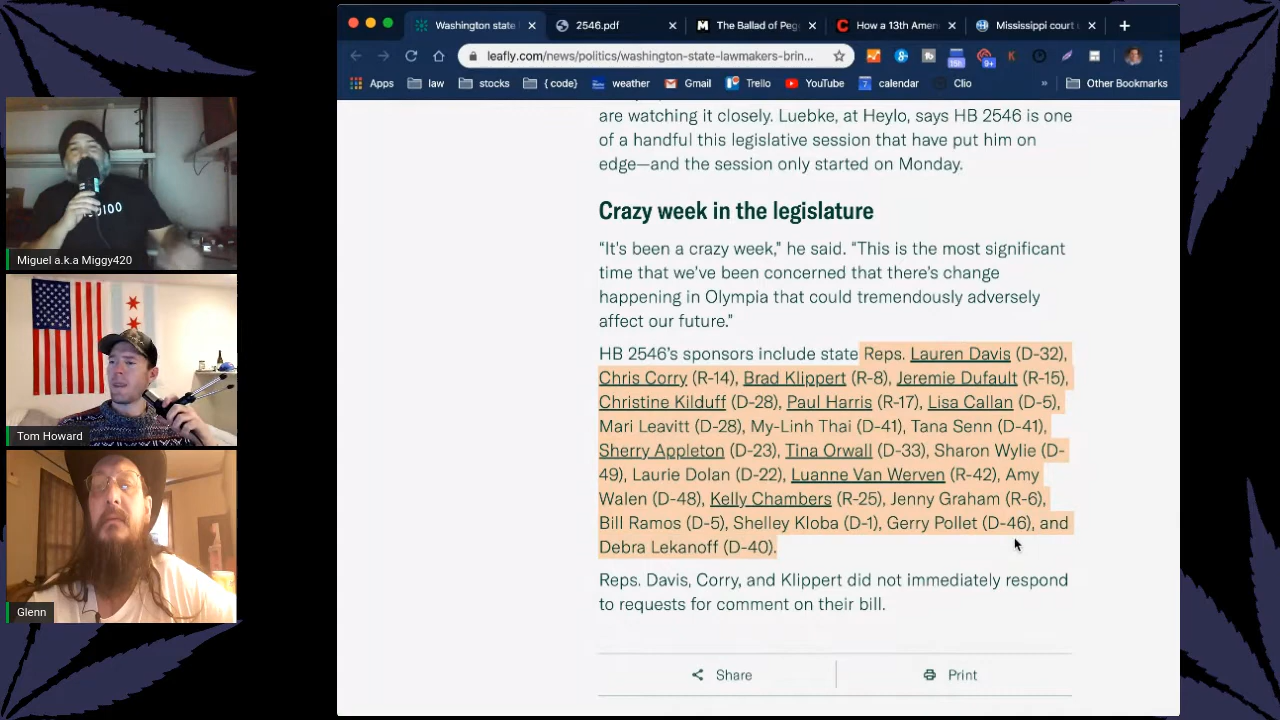 Washington state
2546.pdf
The Ballad of Peg
How a 13th Amer
Mississippi court
leafly.com/news/politics/washington-state-lawmakers-brin...
15h
9+
K
Apps
law
stocks
{ code}
weather
Gmail
Trello
YouTube
7
calendar
Clio
»
Other Bookmarks
are watching it closely. Luebke, at Heylo, says HB 2546 is one
of a handful this legislative session that have put him on
edge—and the session only started on Monday.
Crazy week in the legislature
“It's been a crazy week,” he said. “This is the most significant
time that we've been concerned that there's change
happening in Olympia that could tremendously adversely
affect our future.”
HB 2546's sponsors include state Reps. Lauren Davis (D-32),
Chris Corry (R-14), Brad Klippert (R-8), Jeremie Dufault (R-15),
Christine Kilduff (D-28), Paul Harris (R-17), Lisa Callan (D-5),
Mari Leavitt (D-28), My-Linh Thai (D-41), Tana Senn (D-41),
Sherry Appleton (D-23), Tina Orwall (D-33), Sharon Wylie (D-
49), Laurie Dolan (D-22), Luanne Van Werven (R-42), Amy
Walen (D-48), Kelly Chambers (R-25), Jenny Graham (R-6),
Bill Ramos (D-5), Shelley Kloba (D-1), Gerry Pollet (D-46), and
Debra Lekanoff (D-40).
Reps. Davis, Corry, and Klippert did not immediately respond
to requests for comment on their bill.
Share
Print
Miguel a.k.a Miggy420
Tom Howard
Glenn